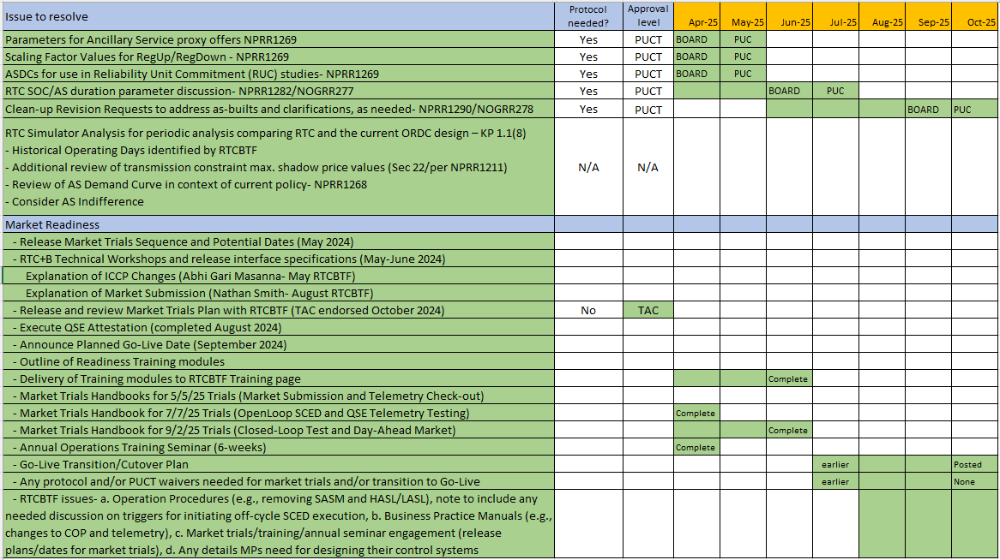 Issue to resolve
Protocol needed?
Approval level
Apr-25 May-25 Jun-25 Jul-25 Aug-25 Sep-25 Oct-25
Parameters for Ancillary Service proxy offers NPRR1269 Yes PUCT BOARD PUC
Scaling Factor Values for RegUp/RegDown - NPRR1269 Yes PUCT BOARD PUC
ASDCs for use in Reliability Unit Commitment (RUC) studies- NPRR1269 Yes PUCT BOARD PUC
RTC SOC/AS duration parameter discussion- NPRR1282/NOGRR277 Yes PUCT BOARD PUC
Clean-up Revision Requests to address as-builts and clarifications, as needed- NPRR1290/NOGRR278 Yes PUCT BOARD PUC
RTC Simulator Analysis for periodic analysis comparing RTC and the current ORDC design – KP 1.1(8)
- Historical Operating Days identified by RTCBTF
- Additional review of transmission constraint max. shadow price values (Sec 22/per NPRR1211) N/A N/A
- Review of AS Demand Curve in context of current policy- NPRR1268
- Consider AS Indifference
Market Readiness
- Release Market Trials Sequence and Potential Dates (May 2024)
- RTC+B Technical Workshops and release interface specifications (May-June 2024)
Explanation of ICCP Changes (Abhi Gari Masanna- May RTCBTF)
Explanation of Market Submission (Nathan Smith- August RTCBTF)
- Release and review Market Trials Plan with RTCBTF (TAC endorsed October 2024) No TAC
- Execute QSE Attestation (completed August 2024)
- Announce Planned Go-Live Date (September 2024)
- Outline of Readiness Training modules
- Delivery of Training modules to RTCBTF Training page Complete
- Market Trials Handbooks for 5/5/25 Trials (Market Submission and Telemetry Check-out)
- Market Trials Handbook for 7/7/25 Trials (OpenLoop SCED and QSE Telemetry Testing) Complete
- Market Trials Handbook for 9/2/25 Trials (Closed-Loop Test and Day-Ahead Market) Complete
- Annual Operations Training Seminar (6-weeks) Complete
- Go-Live Transition/Cutover Plan earlier Posted
- Any protocol and/or PUCT waivers needed for market trials and/or transition to Go-Live earlier None
- RTCBTF issues- a. Operation Procedures (e.g., removing SASM and HASL/LASL), note to include any
needed discussion on triggers for initiating off-cycle SCED execution, b. Business Practice Manuals (e.g.,
changes to COP and telemetry), c. Market trials/training/annual seminar engagement (release
plans/dates for market trials), d. Any details MPs need for designing their control systems